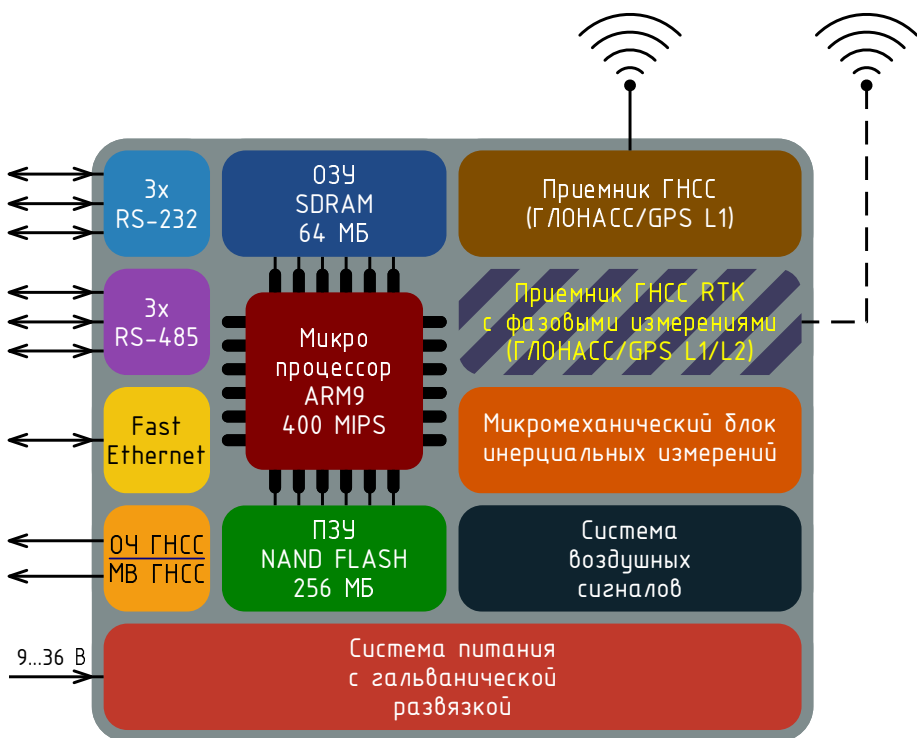 3x
RS-232
ОЗУ
SDRAM
64 МБ
Приемник ГНСС
(ГЛОНАСС/GPS L1)
3x
RS-485
Микро
процессор
ARM9
400 MIPS
Приемник ГНСС RTK
с фазовыми измерениями
(ГЛОНАСС/GPS L1/L2)
Fast
Ethernet
Микромеханический блок
инерциальных измерений
ОЧ ГНСС
МВ ГНСС
ПЗУ
NAND FLASH
256 МБ
Система
воздушных
сигналов
9...36 В
Система питания
с гальванической
развязкой